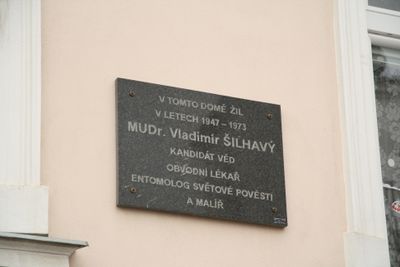 V TOMTO DOMĚ ŽIL
V LETECH 1947 – 1973
MUDr. Vladimír ŠILHAVÝ
KANDIDÁT VĚD
OBVODNÍ LÉKAŘ
ENTOMOLOG SVĚTOVÉ POVĚSTI
A MALÍŘ